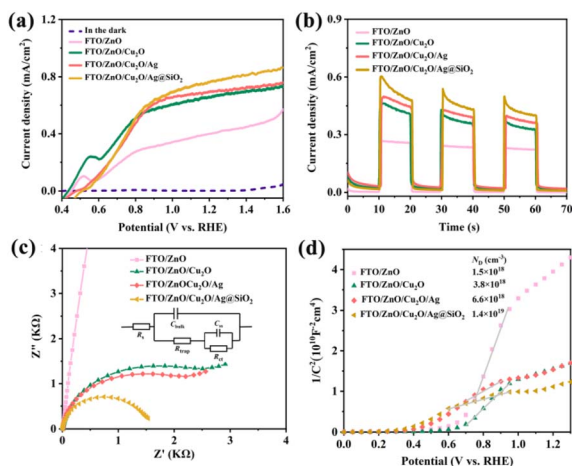 (a)
In the dark
FTO/ZnO
FTO/ZnO/Cu₂O
FTO/ZnO/Cu₂O/Ag
FTO/ZnO/Cu₂O/Ag@SiO₂
Current density (mA/cm²)
1.2
0.8
0.4
0.0
0.4 0.6 0.8 1.0 1.2 1.4 1.6
Potential (V vs. RHE)
(b)
FTO/ZnO
FTO/ZnO/Cu₂O
FTO/ZnO/Cu₂O/Ag
FTO/ZnO/Cu₂O/Ag@SiO₂
Current density (mA/cm²)
0.9
0.6
0.3
0.0
0 10 20 30 40 50 60 70
Time (s)
(c)
FTO/ZnO
FTO/ZnO/Cu₂O
FTO/ZnOCu₂O/Ag
FTO/ZnO/Cu₂O/Ag@SiO₂
Z'' (KΩ)
4
3
2
1
0
Cbulk
Rs
Rtrap
Rct
0 1 2 3 4
Z' (KΩ)
(d)
N_D (cm⁻³)
FTO/ZnO 1.5×10¹⁸
FTO/ZnO/Cu₂O 3.8×10¹⁸
FTO/ZnO/Cu₂O/Ag 6.6×10¹⁸
FTO/ZnO/Cu₂O/Ag@SiO₂ 1.4×10¹⁹
1/C² (10¹⁰F⁻²cm⁴)
5
4
3
2
1
0
0.0 0.2 0.4 0.6 0.8 1.0 1.2
Potential (V vs. RHE)